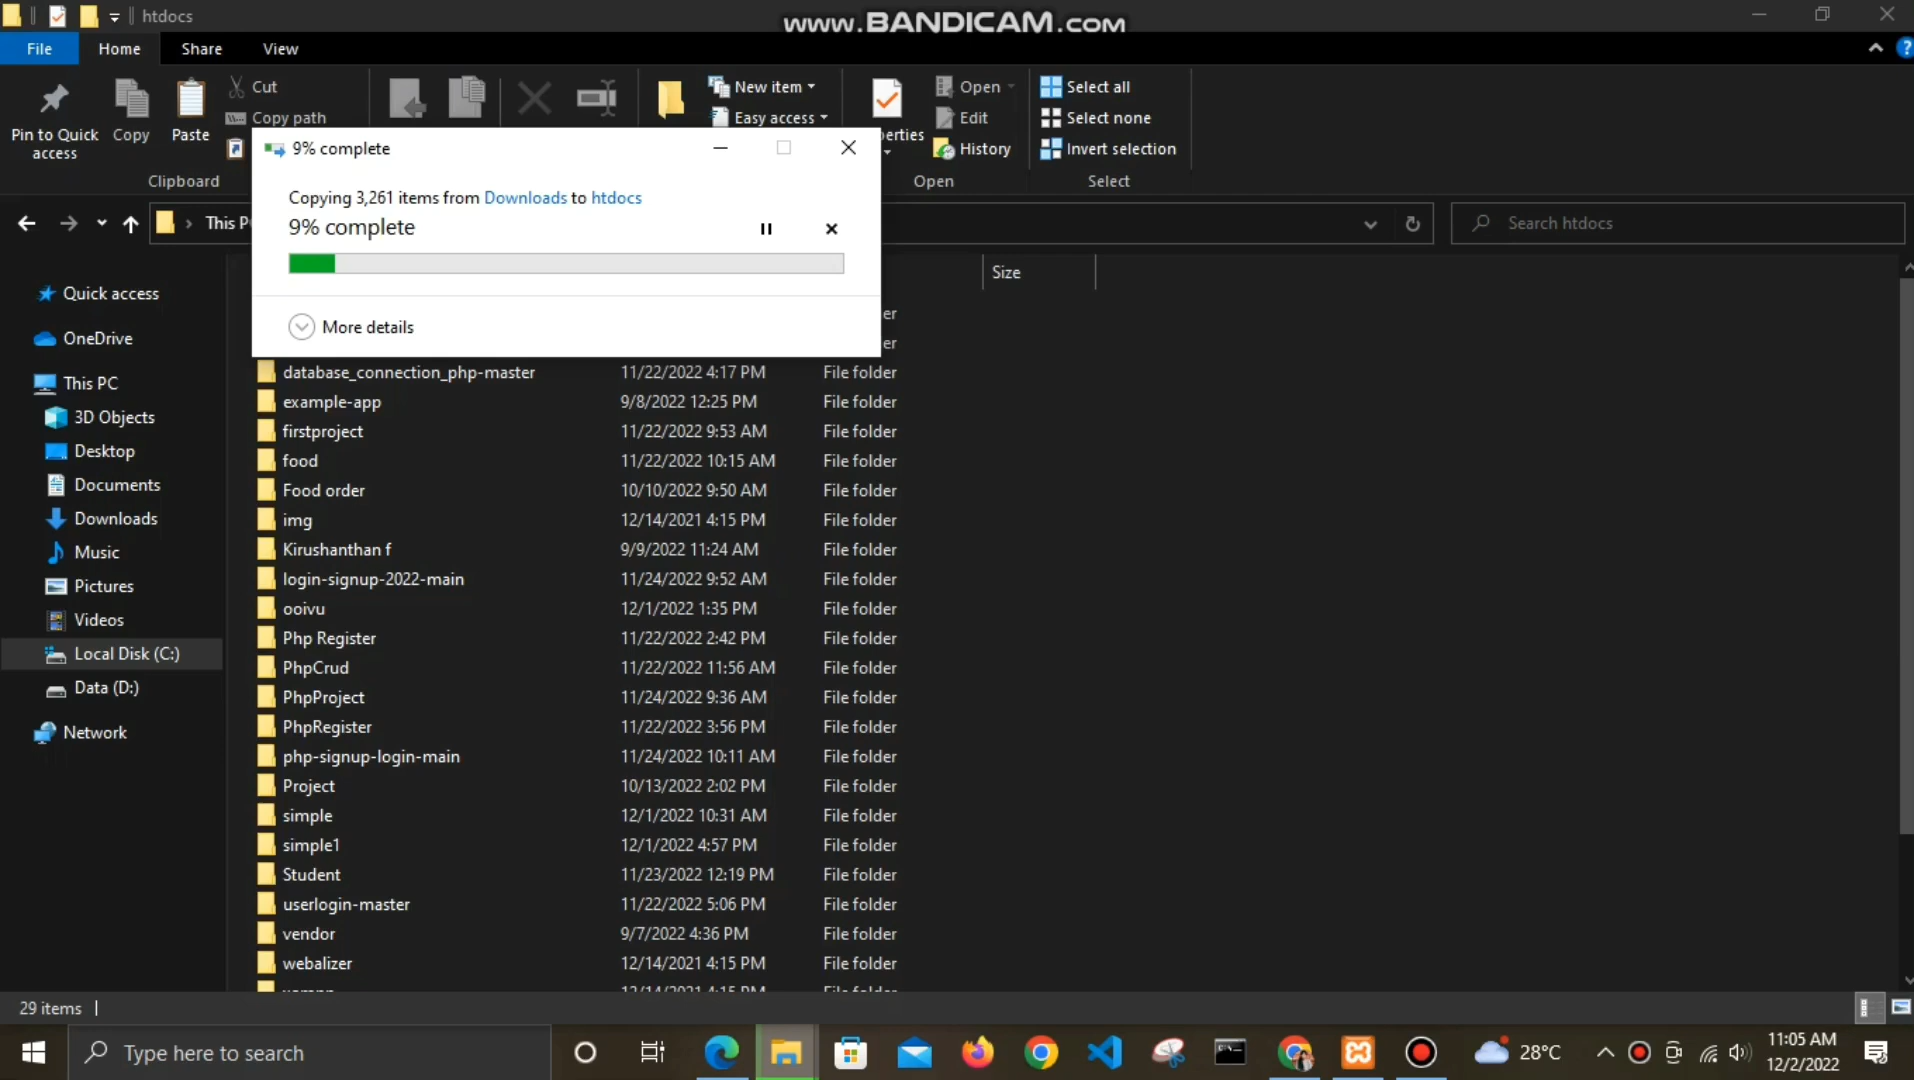 htdocs
www.BANDICAM.com
File Home Share View
Pin to Quick access
Copy
Paste
Cut
Copy path
Clipboard
New item
Easy access
erties
Open
Edit
History
Open
Select all
Select none
Invert selection
Select
9% complete
Copying 3,261 items from Downloads to htdocs
9% complete
More details
This P
Search htdocs
Size
Quick access
OneDrive
This PC
3D Objects
Desktop
Documents
Downloads
Music
Pictures
Videos
Local Disk (C:)
Data (D:)
Network
er
er
database_connection_php-master 11/22/2022 4:17 PM File folder
example-app 9/8/2022 12:25 PM File folder
firstproject 11/22/2022 9:53 AM File folder
food 11/22/2022 10:15 AM File folder
Food order 10/10/2022 9:50 AM File folder
img 12/14/2021 4:15 PM File folder
Kirushanthan f 9/9/2022 11:24 AM File folder
login-signup-2022-main 11/24/2022 9:52 AM File folder
ooivu 12/1/2022 1:35 PM File folder
Php Register 11/22/2022 2:42 PM File folder
PhpCrud 11/22/2022 11:56 AM File folder
PhpProject 11/24/2022 9:36 AM File folder
PhpRegister 11/22/2022 3:56 PM File folder
php-signup-login-main 11/24/2022 10:11 AM File folder
Project 10/13/2022 2:02 PM File folder
simple 12/1/2022 10:31 AM File folder
simple1 12/1/2022 4:57 PM File folder
Student 11/23/2022 12:19 PM File folder
userlogin-master 11/22/2022 5:06 PM File folder
vendor 9/7/2022 4:36 PM File folder
webalizer 12/14/2021 4:15 PM File folder
29 items
Type here to search
28°C
11:05 AM
12/2/2022